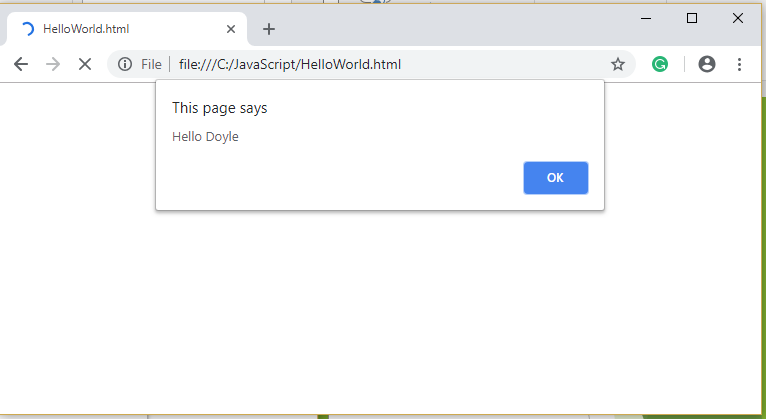 HelloWorld.html
File
file:///C:/JavaScript/HelloWorld.html
This page says
Hello Doyle
OK